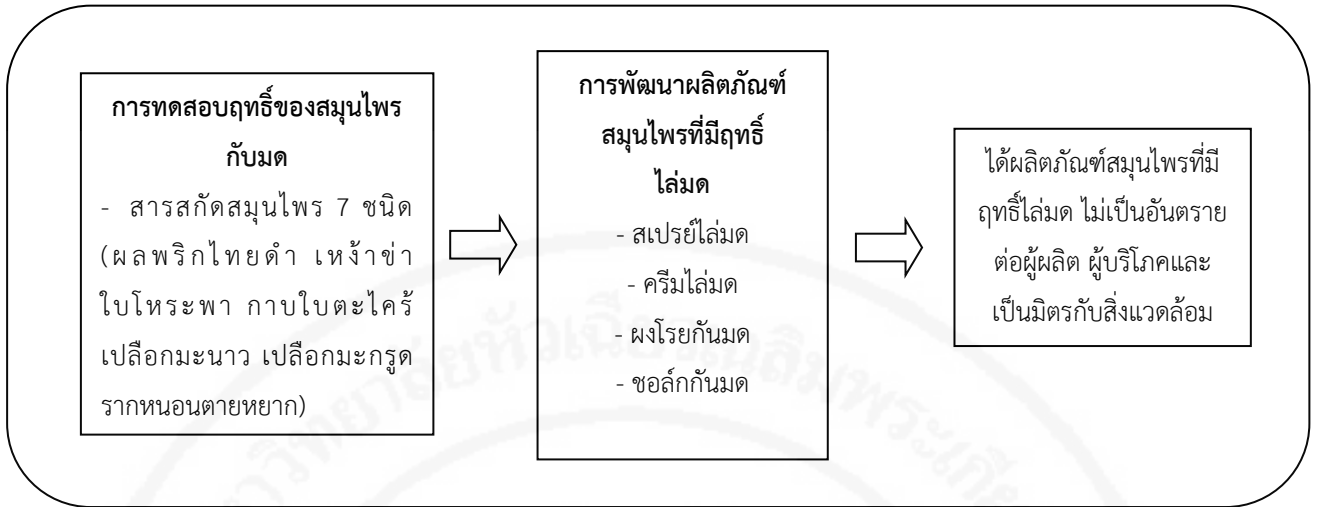 การทดสอบฤทธิ์ของสมุนไพร
กับมด
- สารสกัดสมุนไพร 7 ชนิด
(ผลพริกไทยดำ เหง้าข่า
ใบโหระพา กาบใบตะไคร้
เปลือกมะนาว เปลือกมะกรูด
รากหนอนตายหยาก)
การพัฒนาผลิตภัณฑ์
สมุนไพรที่มีฤทธิ์
ไล่มด
- สเปรย์ไล่มด
- ครีมไล่มด
- ผงโรยกันมด
- ชอล์กกันมด
ได้ผลิตภัณฑ์สมุนไพรที่มี
ฤทธิ์ไล่มด ไม่เป็นอันตราย
ต่อผู้ผลิต ผู้บริโภคและ
เป็นมิตรกับสิ่งแวดล้อม